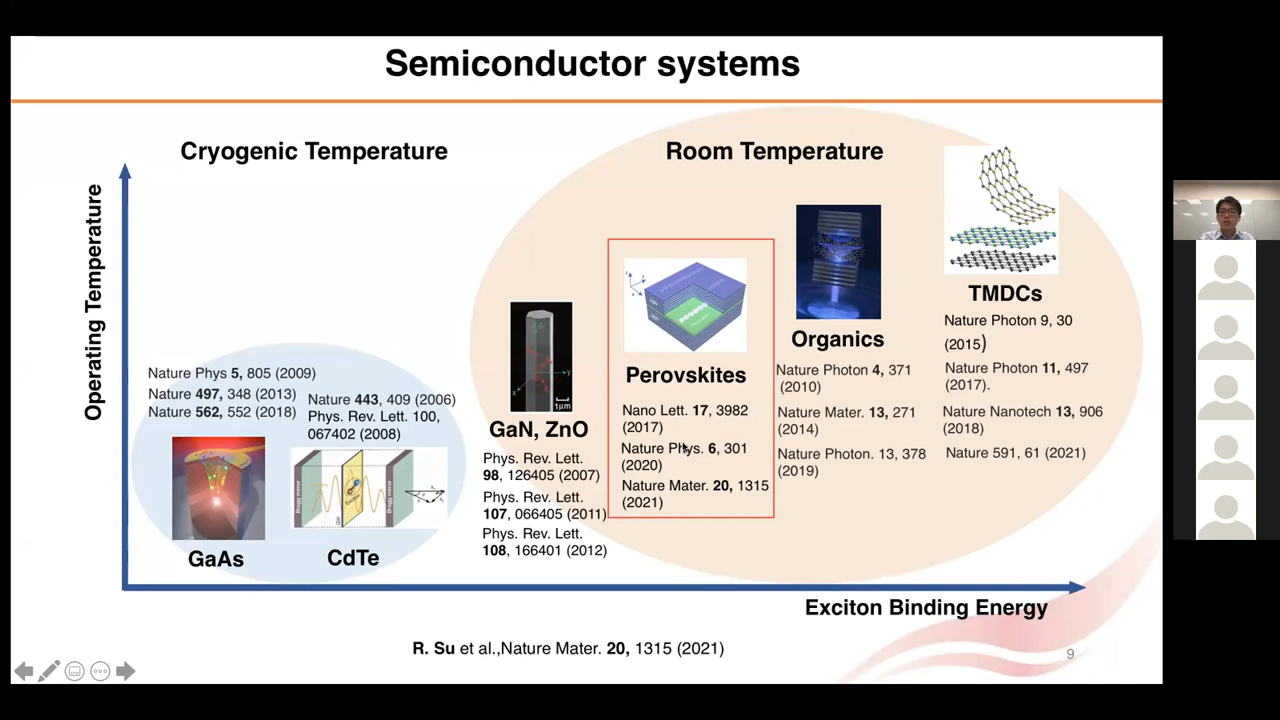 Semiconductor systems
Cryogenic Temperature
Room Temperature
Operating Temperature
Nature Phys 5, 805 (2009)
Nature 497, 348 (2013)
Nature 562, 552 (2018)
GaAs
Nature 443, 409 (2006)
Phys. Rev. Lett. 100,
067402 (2008)
CdTe
1µm
GaN, ZnO
Phys. Rev. Lett.
98, 126405 (2007)
Phys. Rev. Lett.
107, 066405 (2011)
Phys. Rev. Lett.
108, 166401 (2012)
Perovskites
Nano Lett. 17, 3982
(2017)
Nature Phys. 6, 301
(2020)
Nature Mater. 20, 1315
(2021)
Organics
Nature Photon 4, 371
(2010)
Nature Mater. 13, 271
(2014)
Nature Photon. 13, 378
(2019)
TMDCs
Nature Photon 9, 30
(2015)
Nature Photon 11, 497
(2017).
Nature Nanotech 13, 906
(2018)
Nature 591, 61 (2021)
Exciton Binding Energy
R. Su et al.,Nature Mater. 20, 1315 (2021)
9